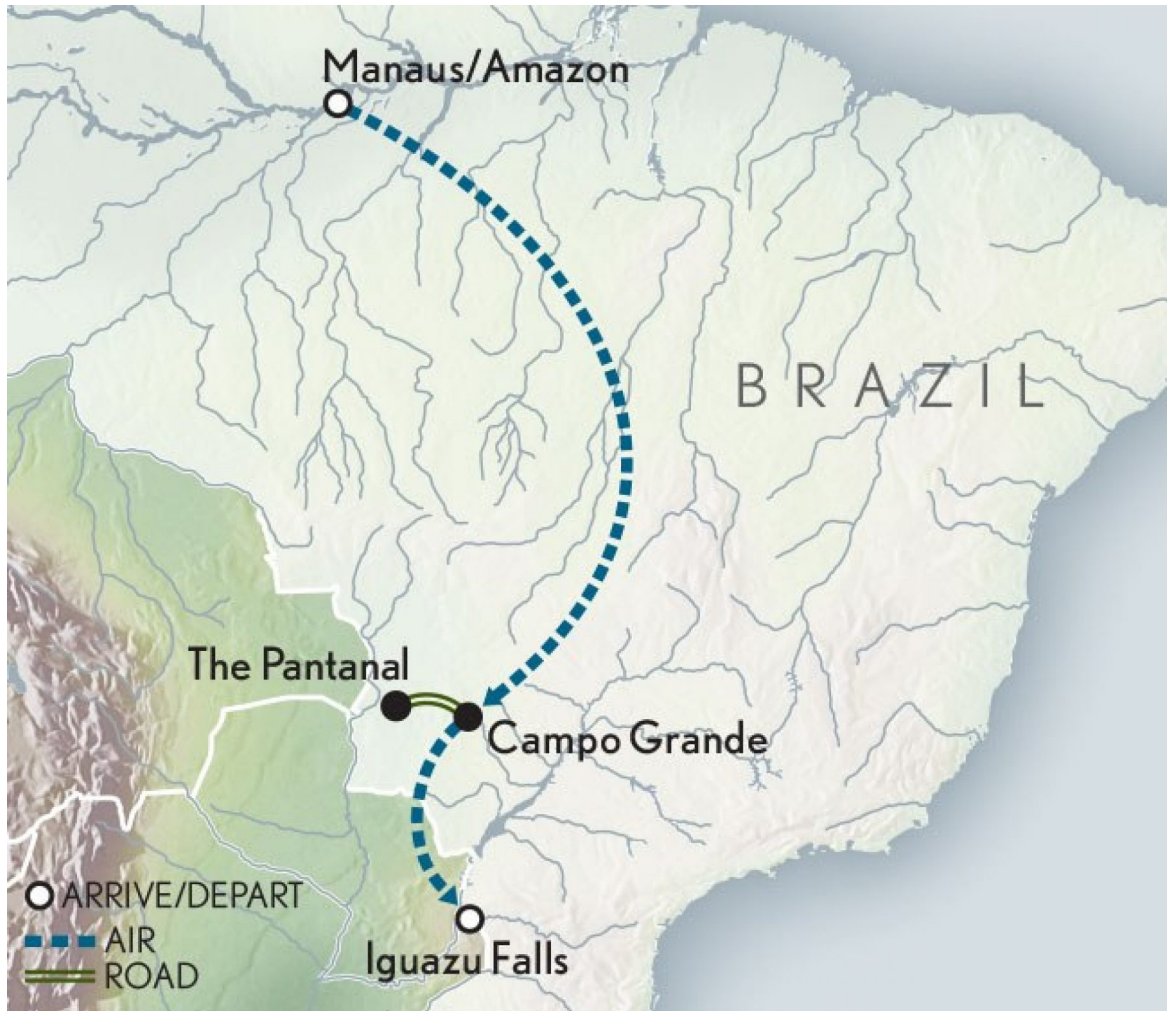 Manaus/Amazon
BRAZIL
The Pantanal
Campo Grande
ARRIVE/DEPART
AIR
ROAD
Iguazu Falls